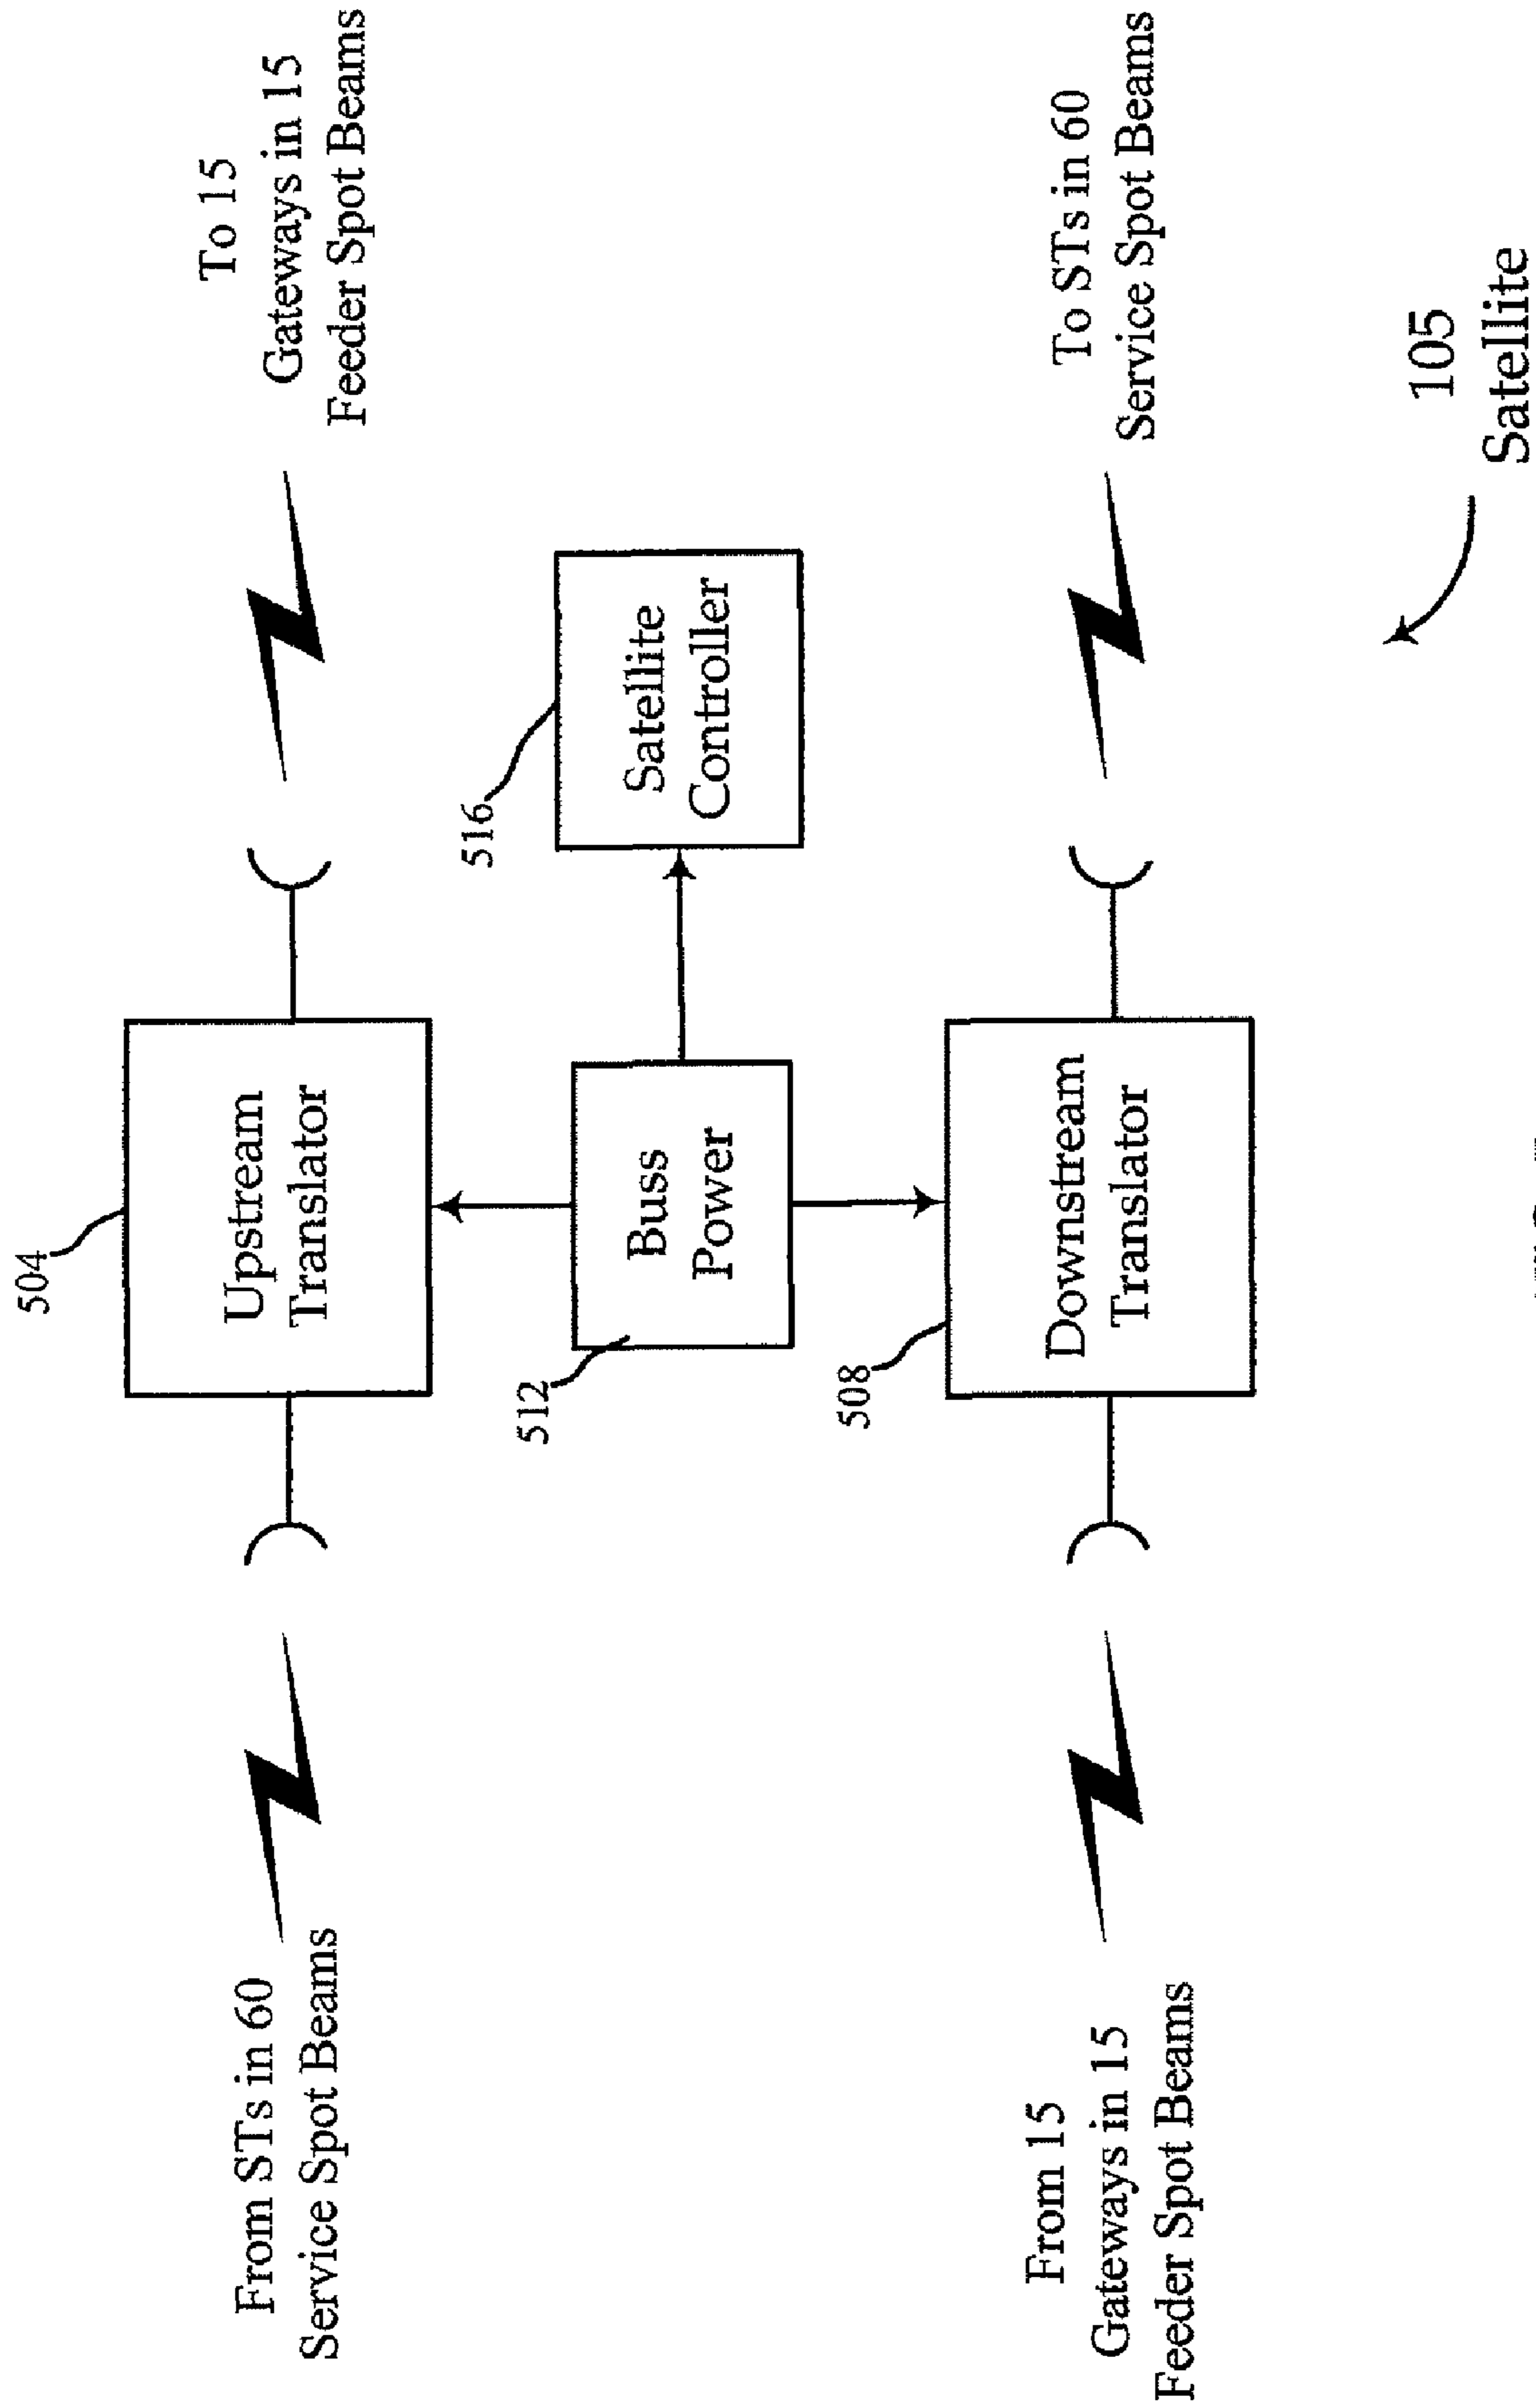 504
From STs in 60
Service Spot Beams
Upstream
Translator
To 15
Gateways in 15
Feeder Spot Beams
512
Buss
Power
516
Satellite
Controller
508
From 15
Gateways in 15
Feeder Spot Beams
Downstream
Translator
To STs in 60
Service Spot Beams
105
Satellite